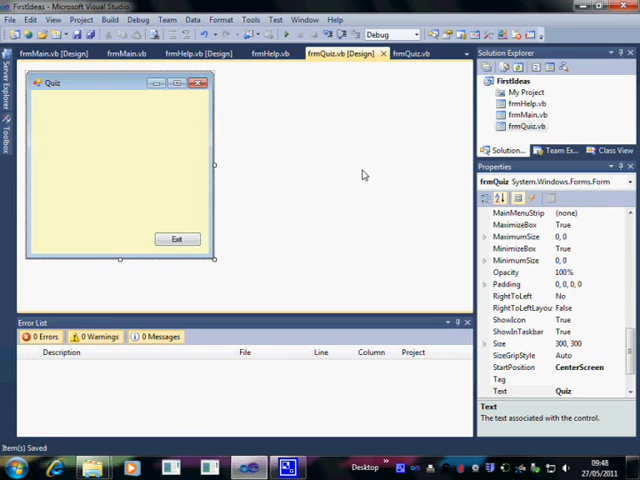 FirstIdeas - Microsoft Visual Studio
File Edit View Project Build Debug Team Data Format Tools Test Window Help
Debug
frmMain.vb [Design] frmMain.vb frmHelp.vb [Design] frmHelp.vb frmQuiz.vb [Design] frmQuiz.vb
Server Explorer
Toolbox
Quiz
Exit
Solution Explorer
FirstIdeas
My Project
frmHelp.vb
frmMain.vb
frmQuiz.vb
Solution... Team Ex... Class View
Properties
frmQuiz System.Windows.Forms.Form
MainMenuStrip (none)
MaximizeBox True
MaximumSize 0, 0
MinimizeBox True
MinimumSize 0, 0
Opacity 100%
Padding 0, 0, 0, 0
RightToLeft No
RightToLeftLayou False
ShowIcon True
ShowInTaskbar True
Size 300, 300
SizeGripStyle Auto
StartPosition CenterScreen
Tag
Text Quiz
Text
The text associated with the control.
Error List
0 Errors 0 Warnings 0 Messages
Description File Line Column Project
Item(s) Saved
Desktop »
09:48
27/05/2011